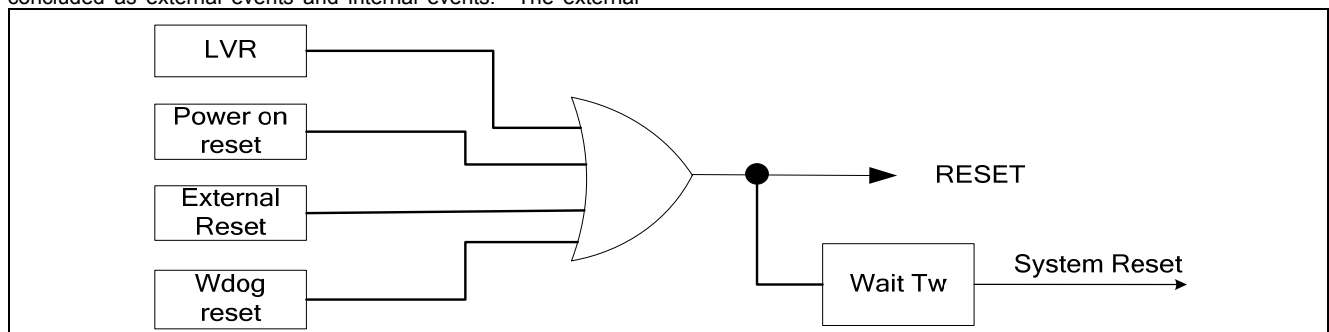 concluded as external events and internal events. The external
LVR
Power on
reset
External
Reset
Wdog
reset
RESET
Wait Tw
System Reset